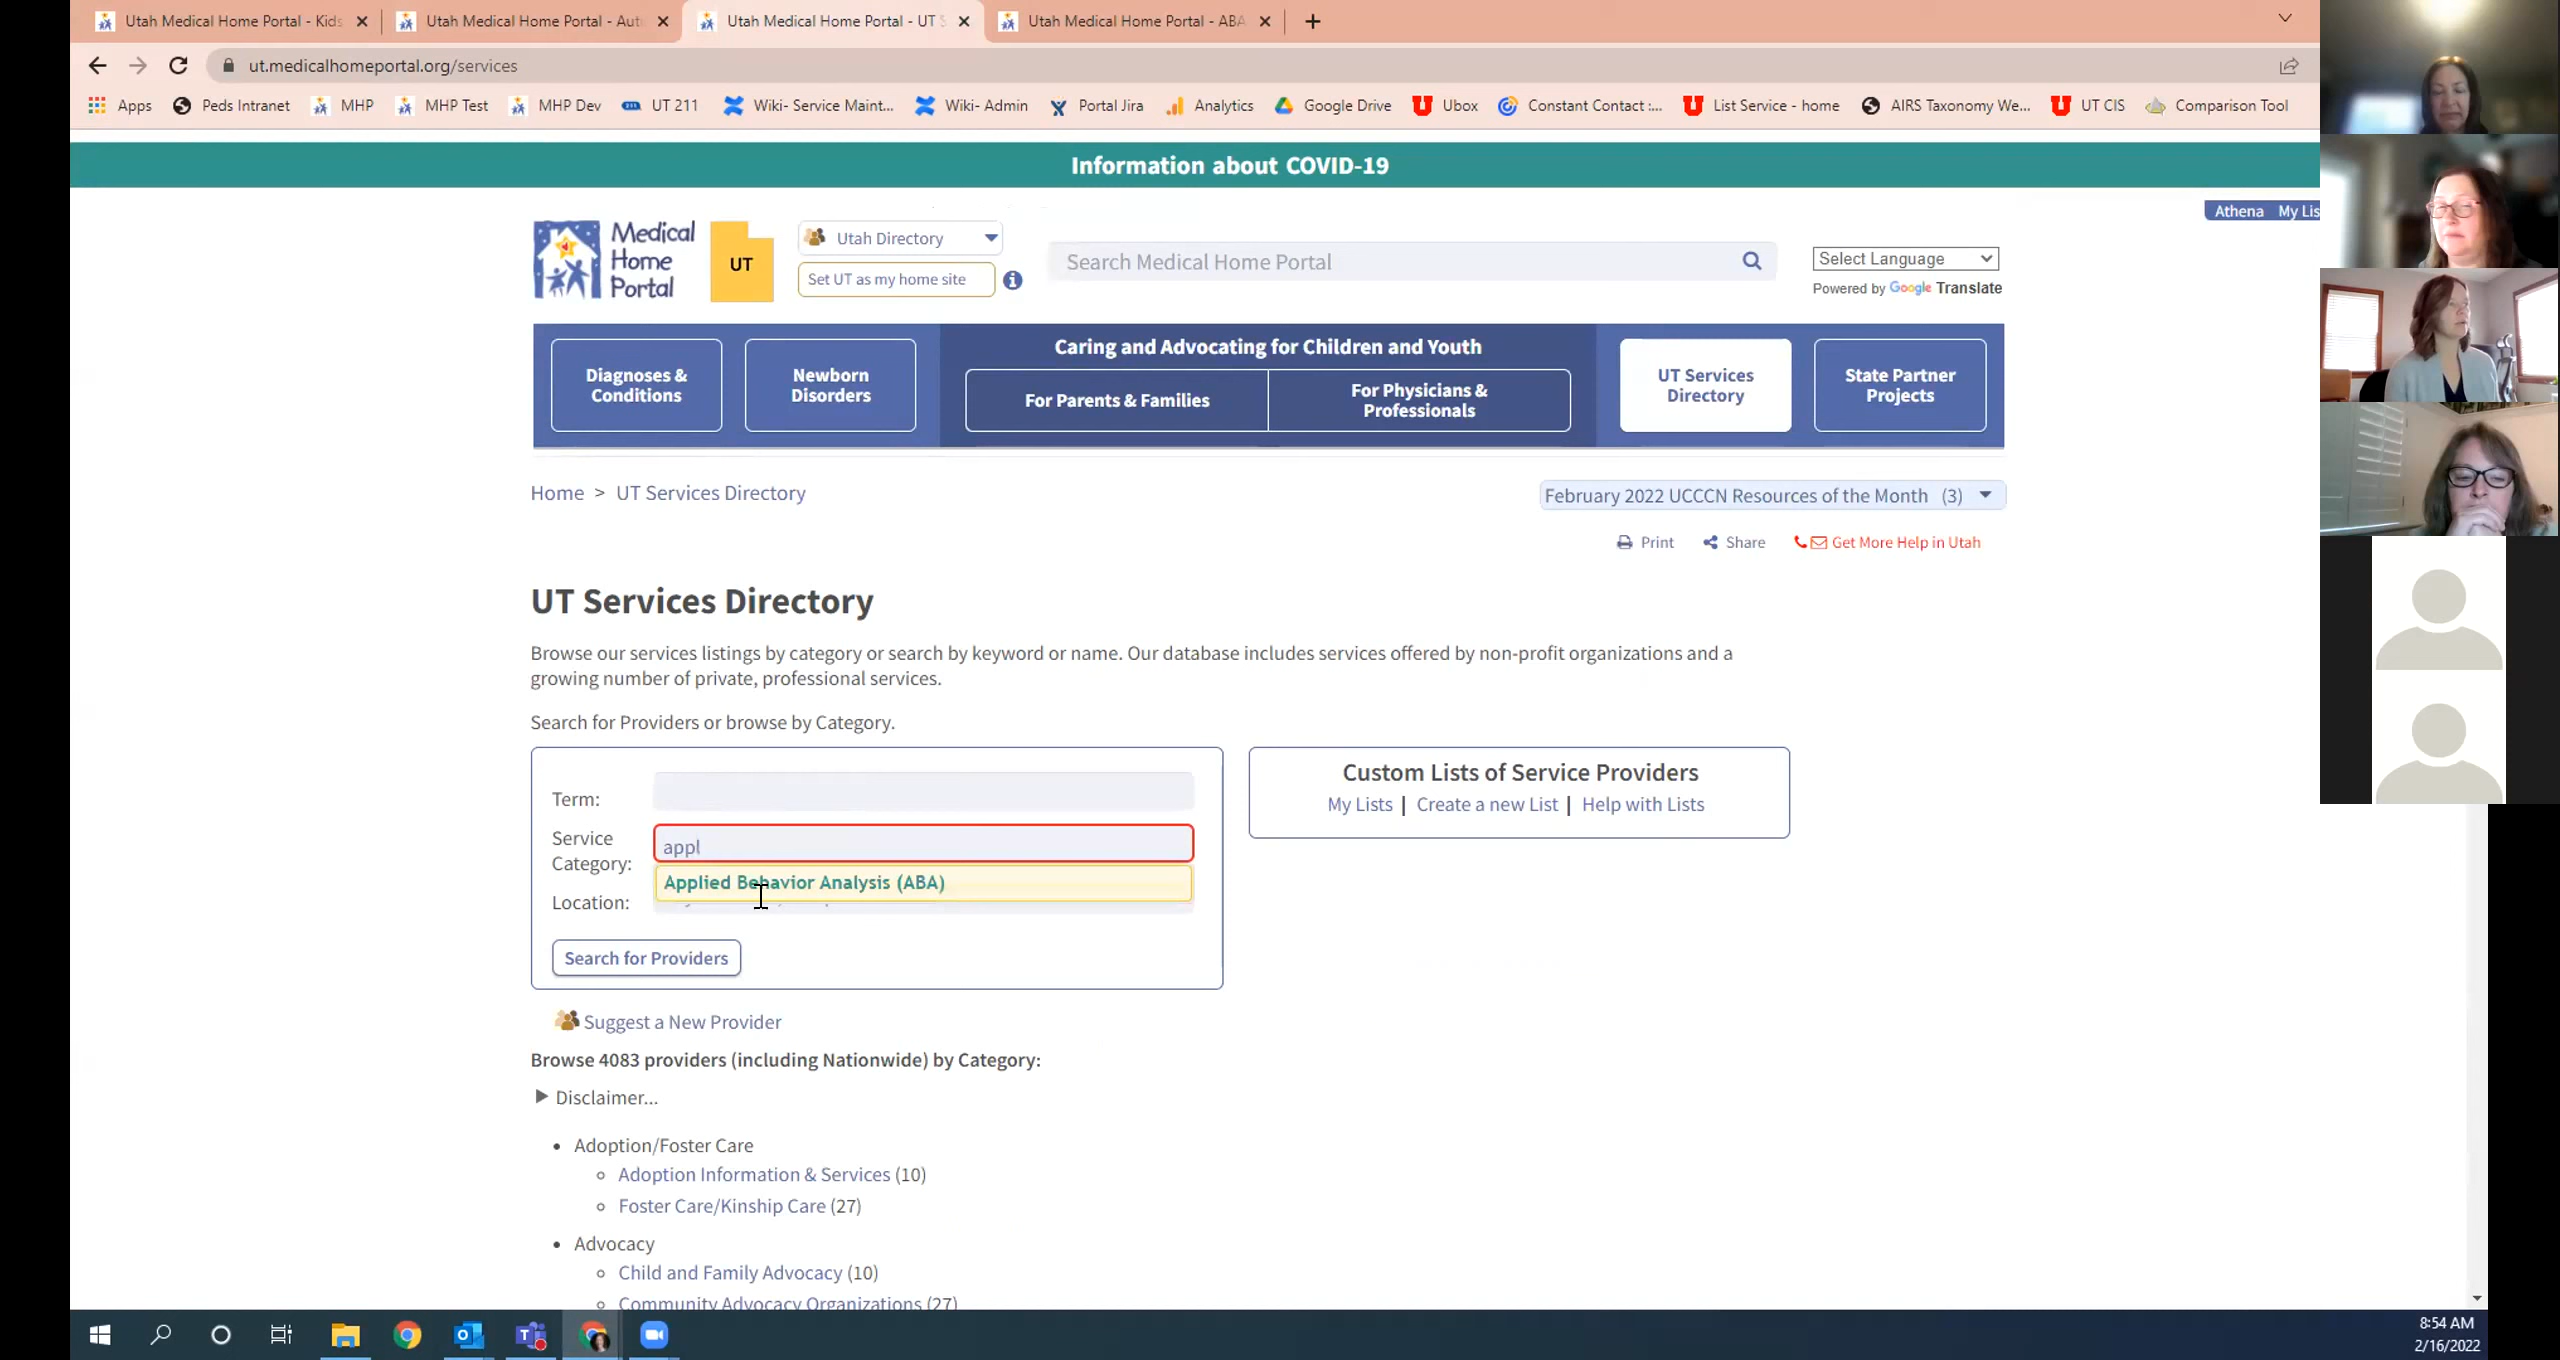 Utah Medical Home Portal - Kids
Utah Medical Home Portal - Auti
Utah Medical Home Portal - UT S
Utah Medical Home Portal - ABA
ut.medicalhomeportal.org/services
Apps
Peds Intranet
MHP
MHP Test
MHP Dev
UT 211
Wiki- Service Maint...
Wiki- Admin
Portal Jira
Analytics
Google Drive
Ubox
Constant Contact :...
List Service - home
AIRS Taxonomy We...
UT CIS
Comparison Tool
Information about COVID-19
Athena My Lis
Medical
Home
Portal
UT
Utah Directory
Set UT as my home site
Search Medical Home Portal
Select Language
Powered by Google Translate
Diagnoses &
Conditions
Newborn
Disorders
Caring and Advocating for Children and Youth
For Parents & Families
For Physicians &
Professionals
UT Services
Directory
State Partner
Projects
Home > UT Services Directory
February 2022 UCCCN Resources of the Month (3)
Print
Share
Get More Help in Utah
UT Services Directory
Browse our services listings by category or search by keyword or name. Our database includes services offered by non-profit organizations and a
growing number of private, professional services.
Search for Providers or browse by Category.
Term:
Service
Category:
appl
Applied Behavior Analysis (ABA)
Location:
Search for Providers
Custom Lists of Service Providers
My Lists | Create a new List | Help with Lists
Suggest a New Provider
Browse 4083 providers (including Nationwide) by Category:
Disclaimer...
Adoption/Foster Care
Adoption Information & Services (10)
Foster Care/Kinship Care (27)
Advocacy
Child and Family Advocacy (10)
Community Advocacy Organizations (27)
8:54 AM
2/16/2022